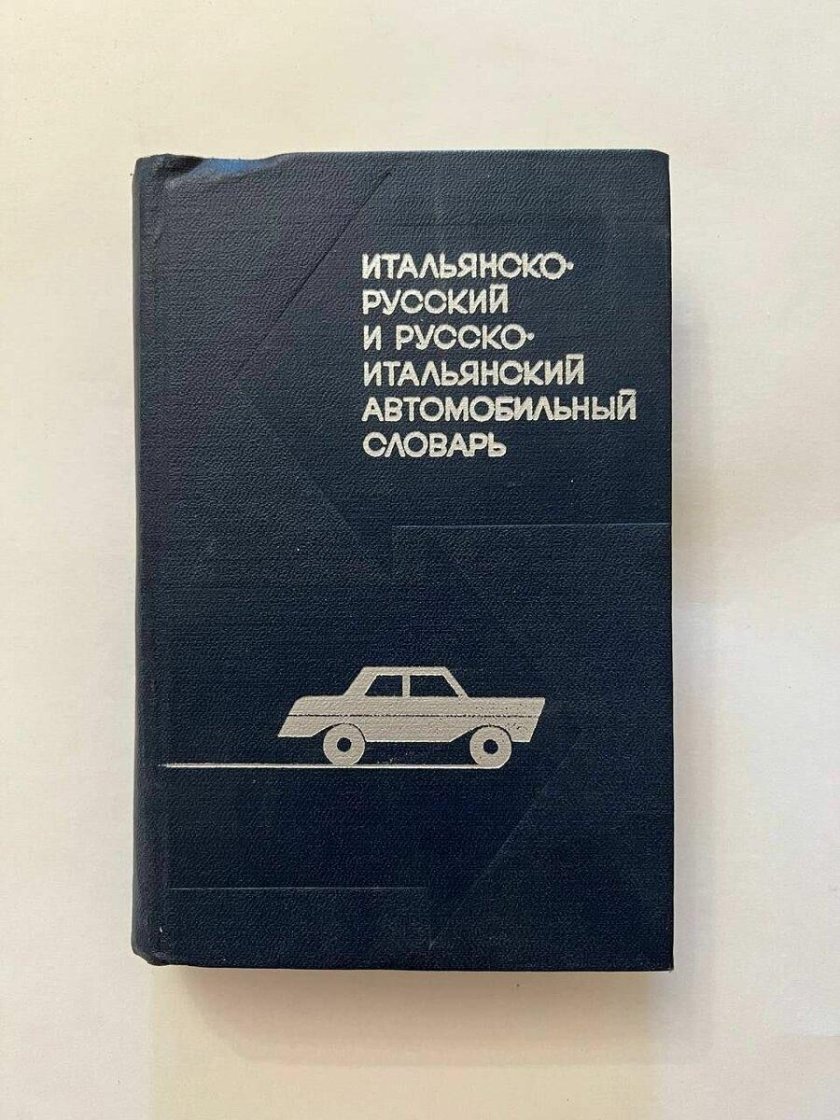 ИТАЛЬЯНСКО-
РУССКИЙ
И РУССКО-
ИТАЛЬЯНСКИЙ
АВТОМОБИЛЬНЫЙ
СЛОВАРЬ